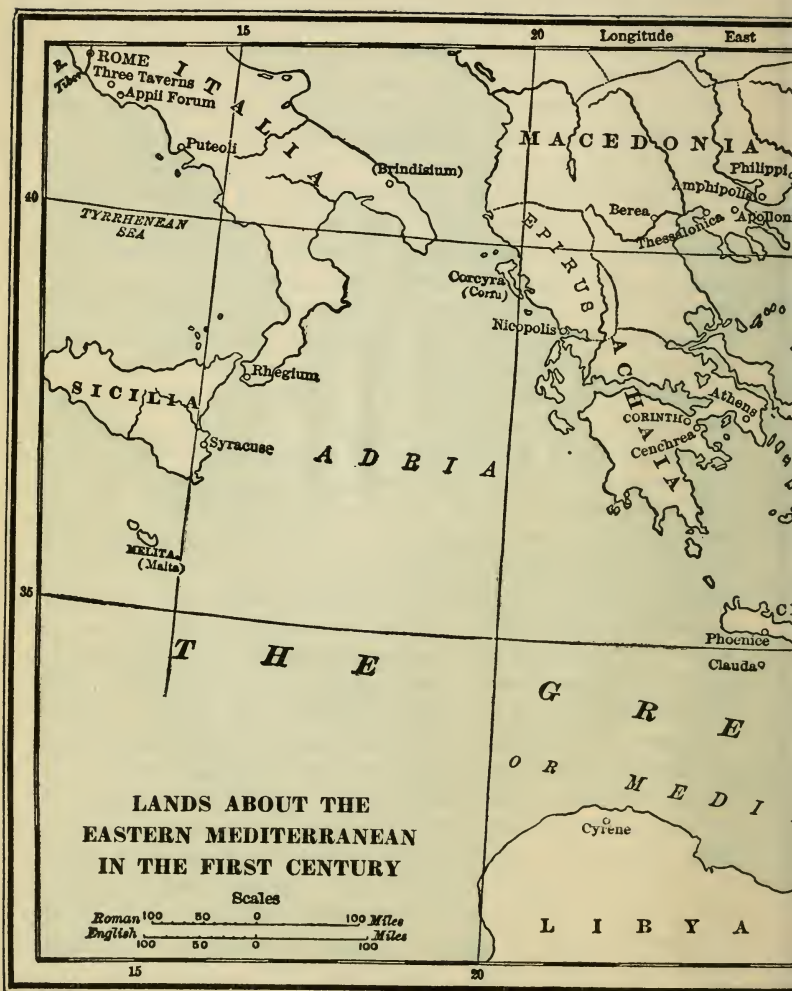 15
20
Longitude East
R. Tiber
ROME
Three Taverns
Appii Forum
ITALIA
Puteoli
(Brindisium)
MACEDONIA
Philippi
Amphipolis
Apollon
Berea
Thessalonica
40
TYRRHENEAN
SEA
EPIRUS
Corcyra
(Corfu)
Nicopolis
Rhegium
SICILIA
ACHAIA
Athens
CORINTH
Cenchrea
Syracuse
ADRIA
MELITA
(Malta)
35
C
Phoenice
Clauda
THE GRE
OR MEDI
LANDS ABOUT THE
EASTERN MEDITERRANEAN
IN THE FIRST CENTURY
Scales
Roman 100 50 0 100 Miles
English 100 50 0 100 Miles
Cyrene
LIBYA
15
20